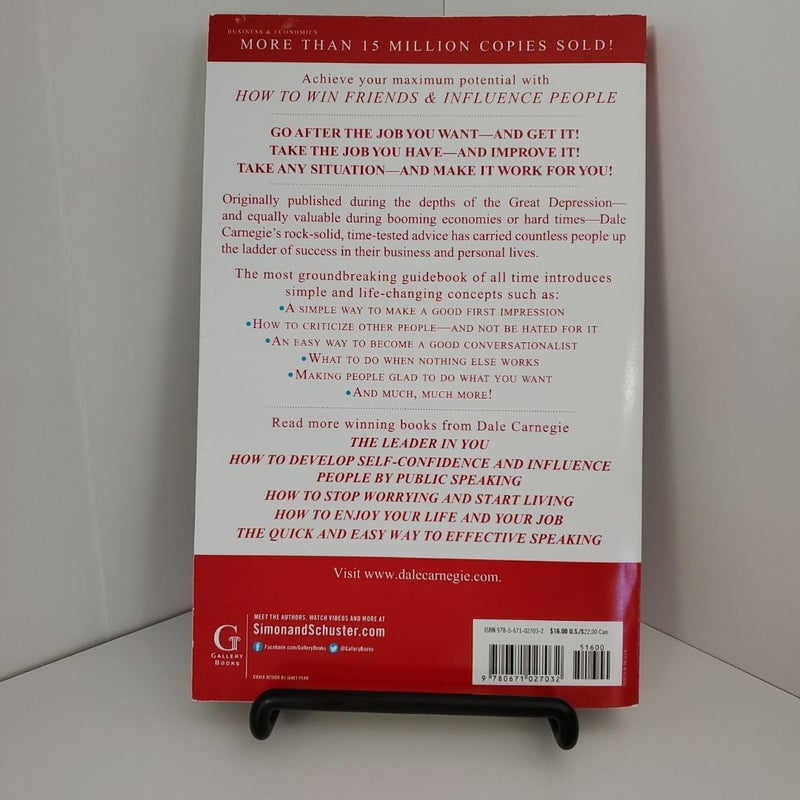 BUSINESS & ECONOMICS
MORE THAN 15 MILLION COPIES SOLD!
Achieve your maximum potential with
HOW TO WIN FRIENDS & INFLUENCE PEOPLE
GO AFTER THE JOB YOU WANT—AND GET IT!
TAKE THE JOB YOU HAVE—AND IMPROVE IT!
TAKE ANY SITUATION—AND MAKE IT WORK FOR YOU!
Originally published during the depths of the Great Depression—
and equally valuable during booming economies or hard times—Dale
Carnegie's rock-solid, time-tested advice has carried countless people up
the ladder of success in their business and personal lives.
The most groundbreaking guidebook of all time introduces
simple and life-changing concepts such as:
•A SIMPLE WAY TO MAKE A GOOD FIRST IMPRESSION
•HOW TO CRITICIZE OTHER PEOPLE—AND NOT BE HATED FOR IT
•AN EASY WAY TO BECOME A GOOD CONVERSATIONALIST
•WHAT TO DO WHEN NOTHING ELSE WORKS
•MAKING PEOPLE GLAD TO DO WHAT YOU WANT
•AND MUCH, MUCH MORE!
Read more winning books from Dale Carnegie
THE LEADER IN YOU
HOW TO DEVELOP SELF-CONFIDENCE AND INFLUENCE
PEOPLE BY PUBLIC SPEAKING
HOW TO STOP WORRYING AND START LIVING
HOW TO ENJOY YOUR LIFE AND YOUR JOB
THE QUICK AND EASY WAY TO EFFECTIVE SPEAKING
Visit www.dalecarnegie.com.
G
GALLERY
BOOKS
MEET THE AUTHORS, WATCH VIDEOS AND MORE AT
SimonandSchuster.com
Facebook.com/GalleryBooks @GalleryBooks
COVER DESIGN BY JANET PERR
ISBN 978-0-671-02703-2 $16.00 U.S./$22.00 Can.
51600
9 780671 027032